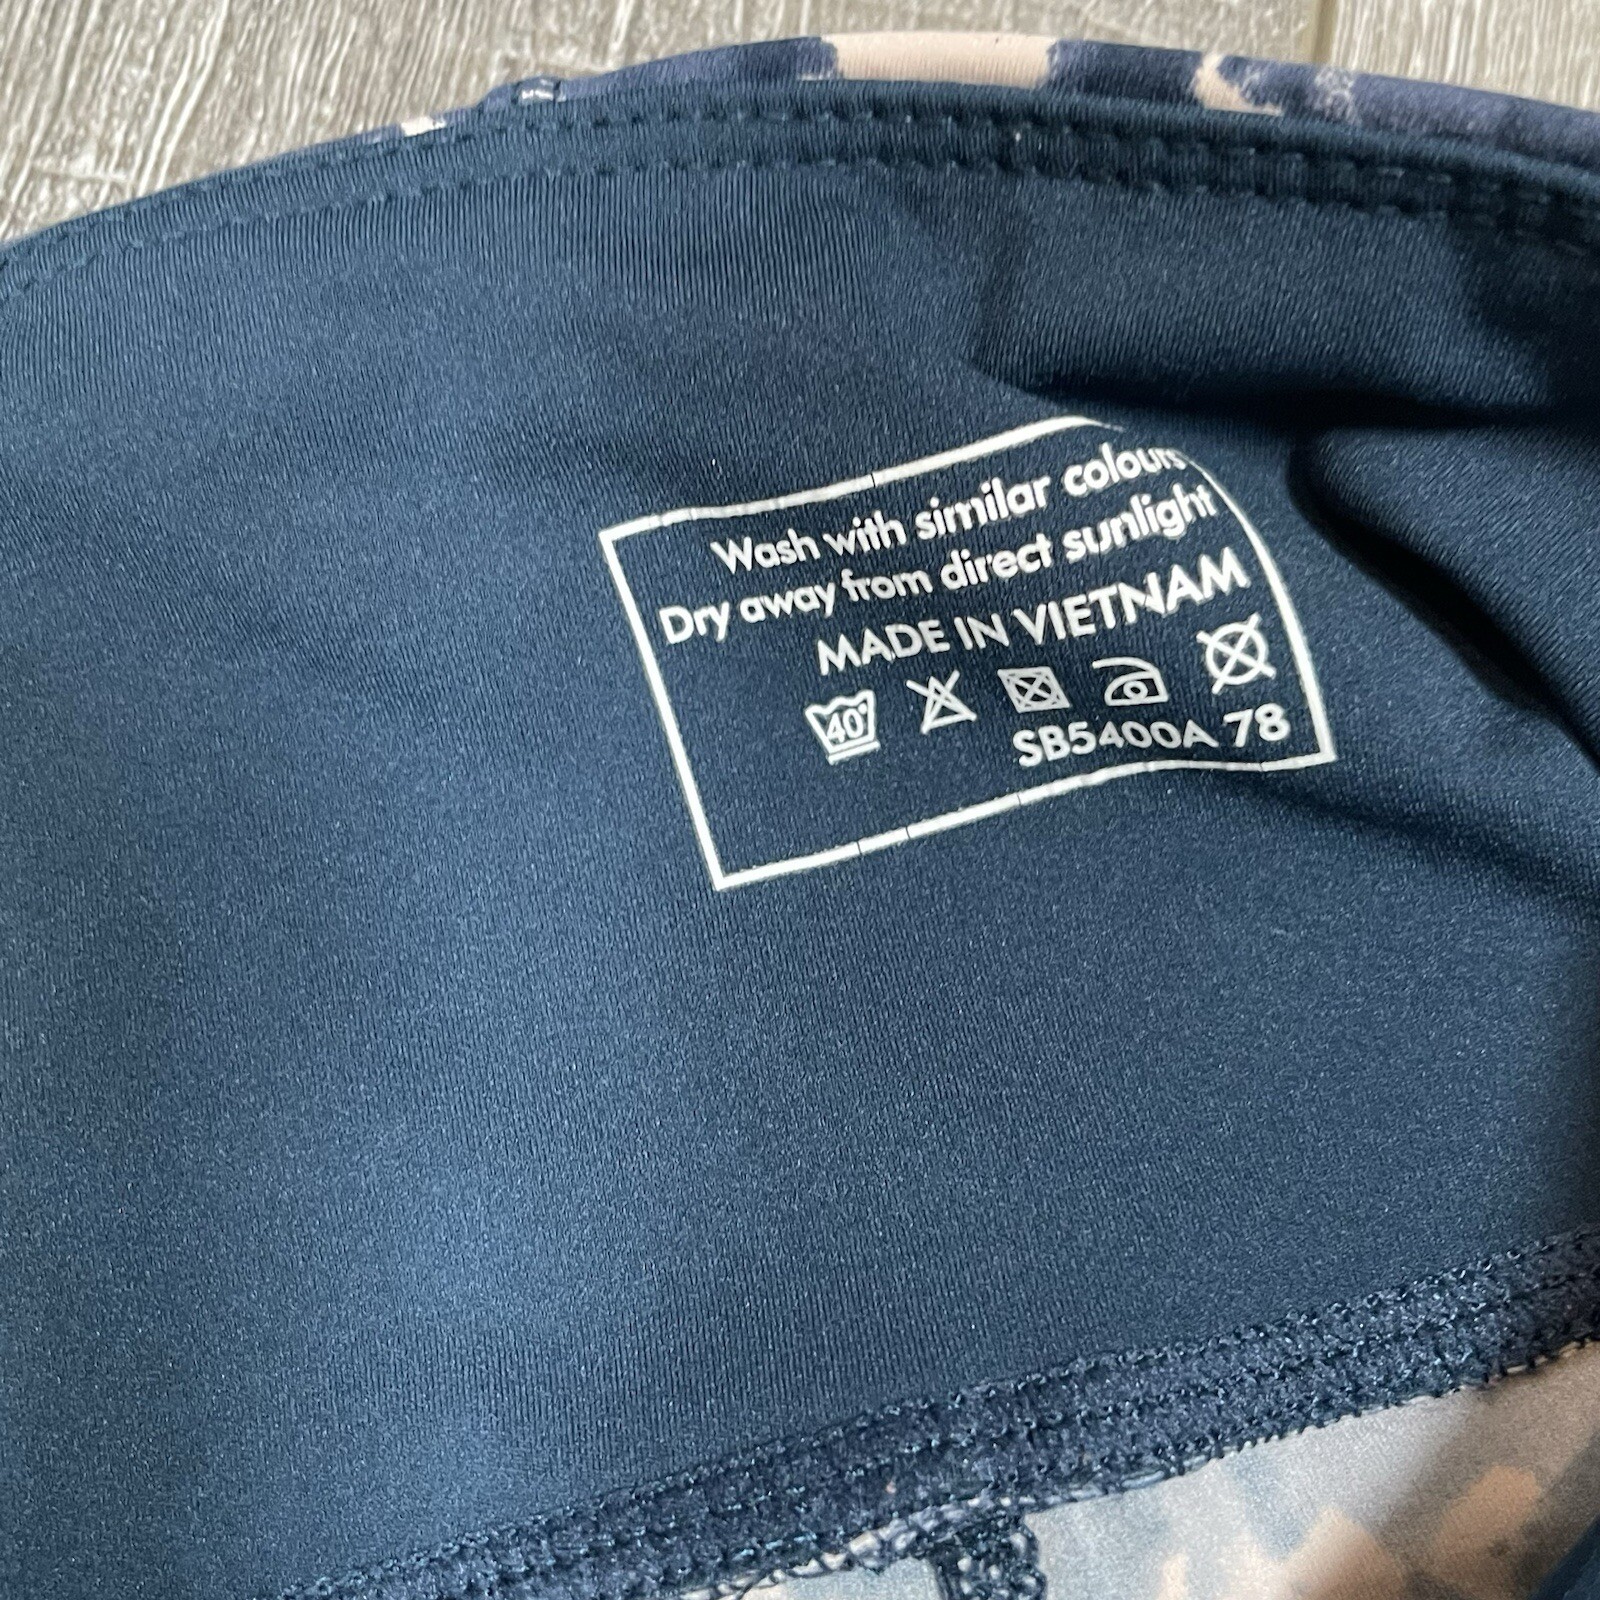 Wash with similar colours
Dry away from direct sunlight
MADE IN VIETNAM
40°
SB5400A 78